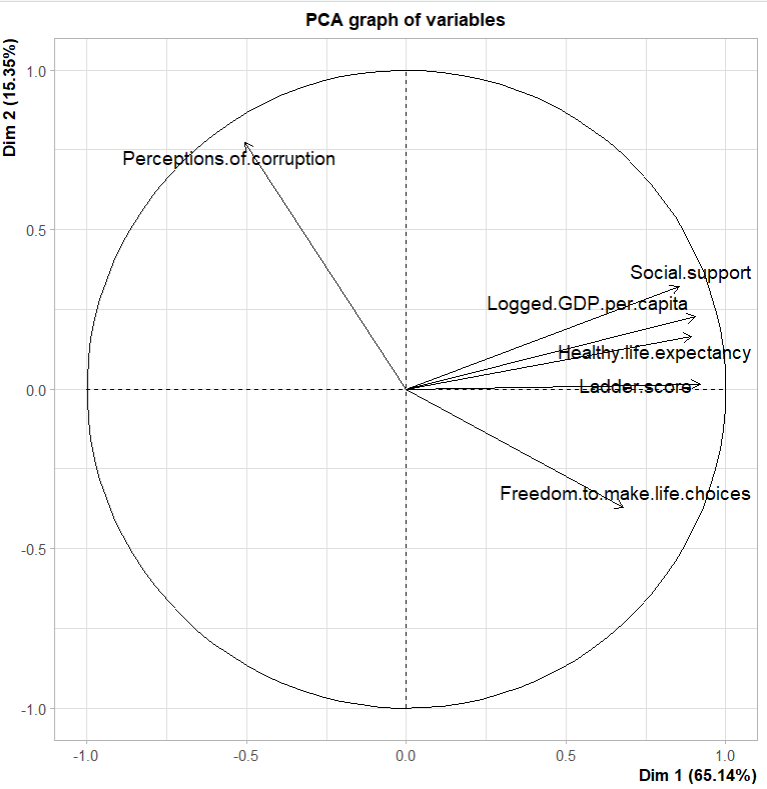 PCA graph of variables
Dim 2 (15.35%)
1.0
Perceptions.of.corruption
0.5
Social.support
Logged.GDP.per.capita
Healthy.life.expectancy
0.0
Ladder.score
Freedom.to.make.life.choices
-0.5
-1.0
-1.0 -0.5 0.0 0.5 1.0
Dim 1 (65.14%)